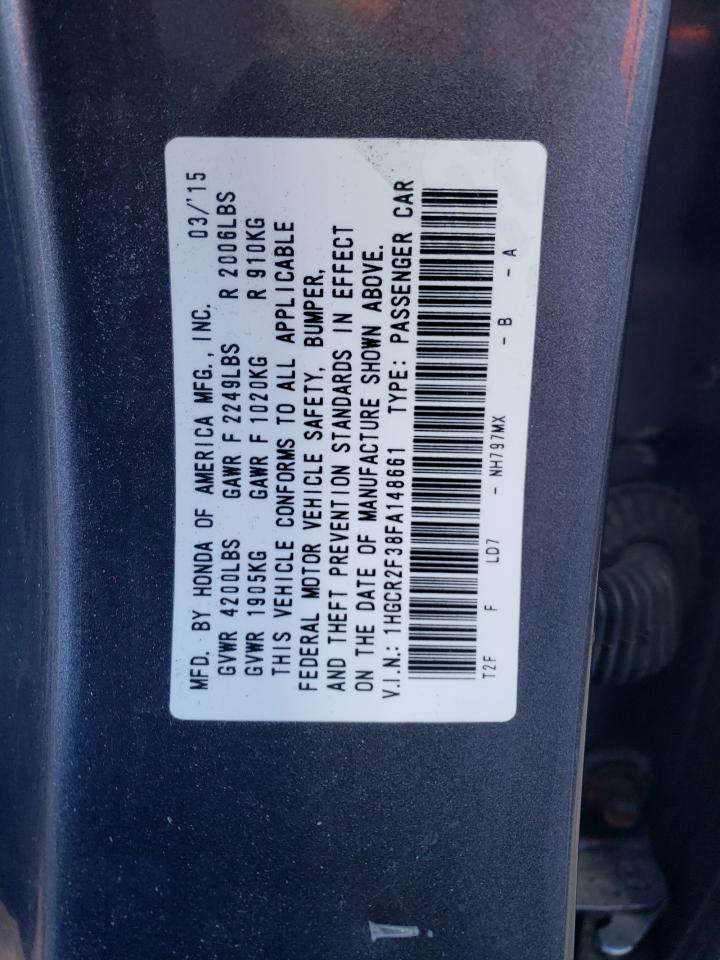 MFD. BY HONDA OF AMERICA MFG., INC. 03/'15
GVWR 4200LBS GAWR F 2249LBS R 2006LBS
GVWR 1905KG GAWR F 1020KG R 910KG
THIS VEHICLE CONFORMS TO ALL APPLICABLE
FEDERAL MOTOR VEHICLE SAFETY, BUMPER,
AND THEFT PREVENTION STANDARDS IN EFFECT
ON THE DATE OF MANUFACTURE SHOWN ABOVE.
V.I.N.: 1HGCR2F38FA148661 TYPE: PASSENGER CAR
T2F F LD7 - NH797MX - B - A